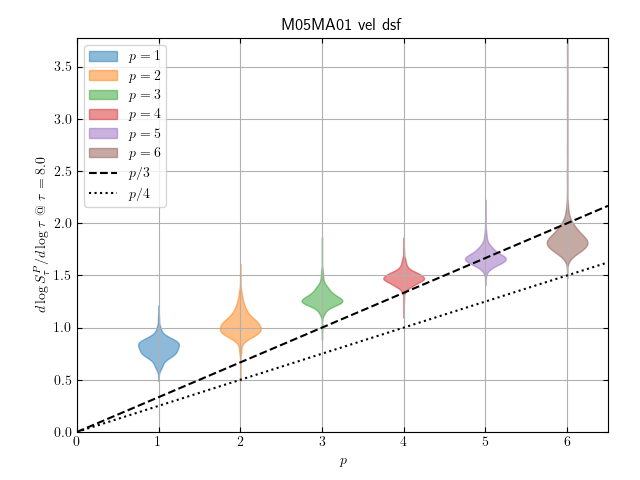 M05MA01 vel dsf
p = 1
p = 2
p = 3
p = 4
p = 5
p = 6
p/3
p/4
d log S_τ^P / d log τ @ τ = 8.0
3.5
3.0
2.5
2.0
1.5
1.0
0.5
0.0
0 1 2 3 4 5 6
p